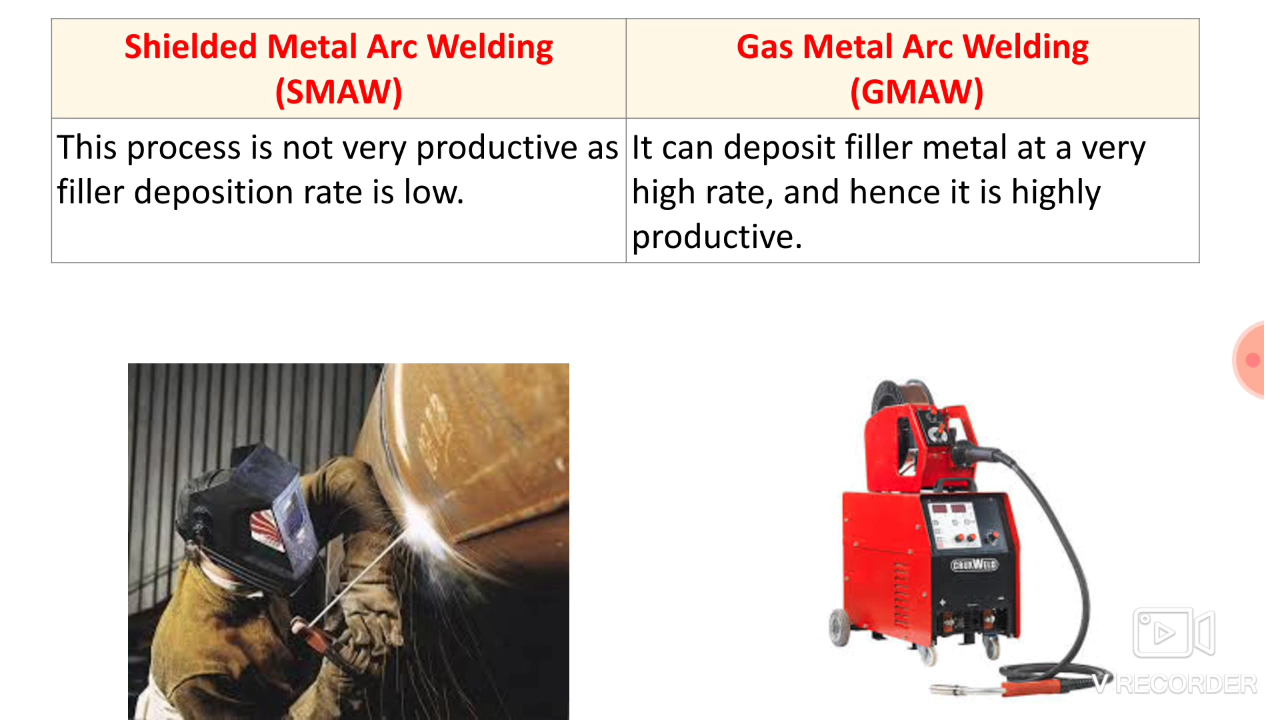 Shielded Metal Arc Welding
(SMAW)
Gas Metal Arc Welding
(GMAW)
This process is not very productive as
filler deposition rate is low.
It can deposit filler metal at a very
high rate, and hence it is highly
productive.
V RECORDER